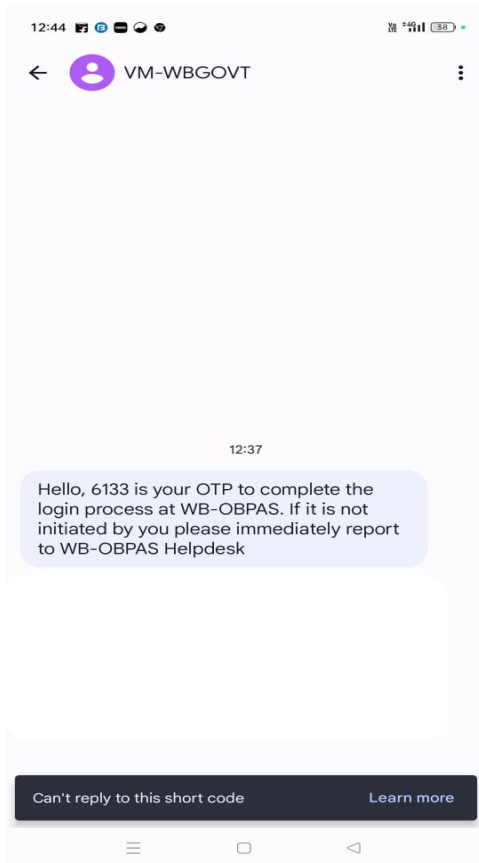 12:44
38
VM-WBGOVT
12:37
Hello, 6133 is your OTP to complete the
login process at WB-OBPAS. If it is not
initiated by you please immediately report
to WB-OBPAS Helpdesk
Can't reply to this short code Learn more